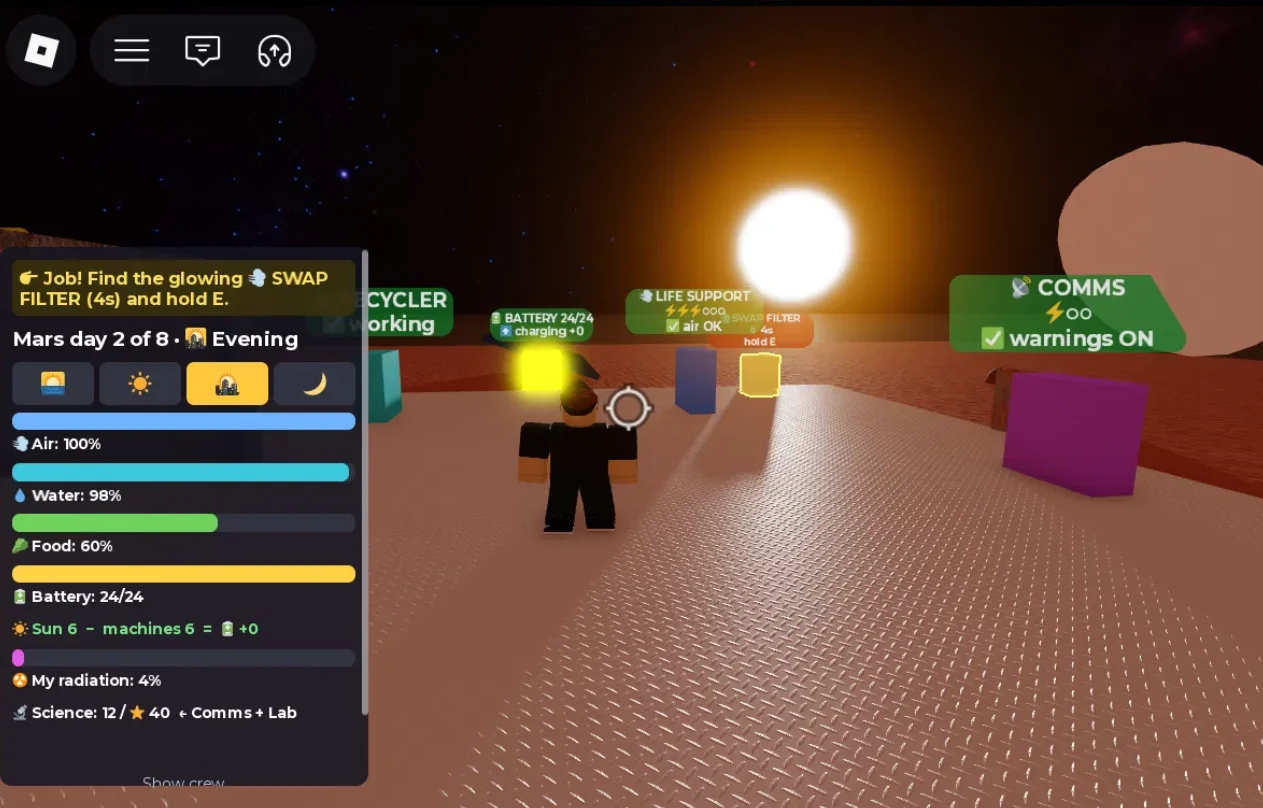 👉 Job! Find the glowing 💨 SWAP
FILTER (4s) and hold E.
Mars day 2 of 8 · 🌇 Evening
💨 Air: 100%
💧 Water: 98%
🥬 Food: 60%
🔋 Battery: 24/24
☀️ Sun 6 − machines 6 = 🔋 +0
☢️ My radiation: 4%
🔬 Science: 12 / ⭐ 40 ← Comms + Lab
Show crew
ECYCLER
✅ working
🔋 BATTERY 24/24
➕ charging +0
💨 LIFE SUPPORT
⚡⚡⚡○○○
✅ air OK
SWAP FILTER
4s
hold E
📡 COMMS
⚡○○
✅ warnings ON